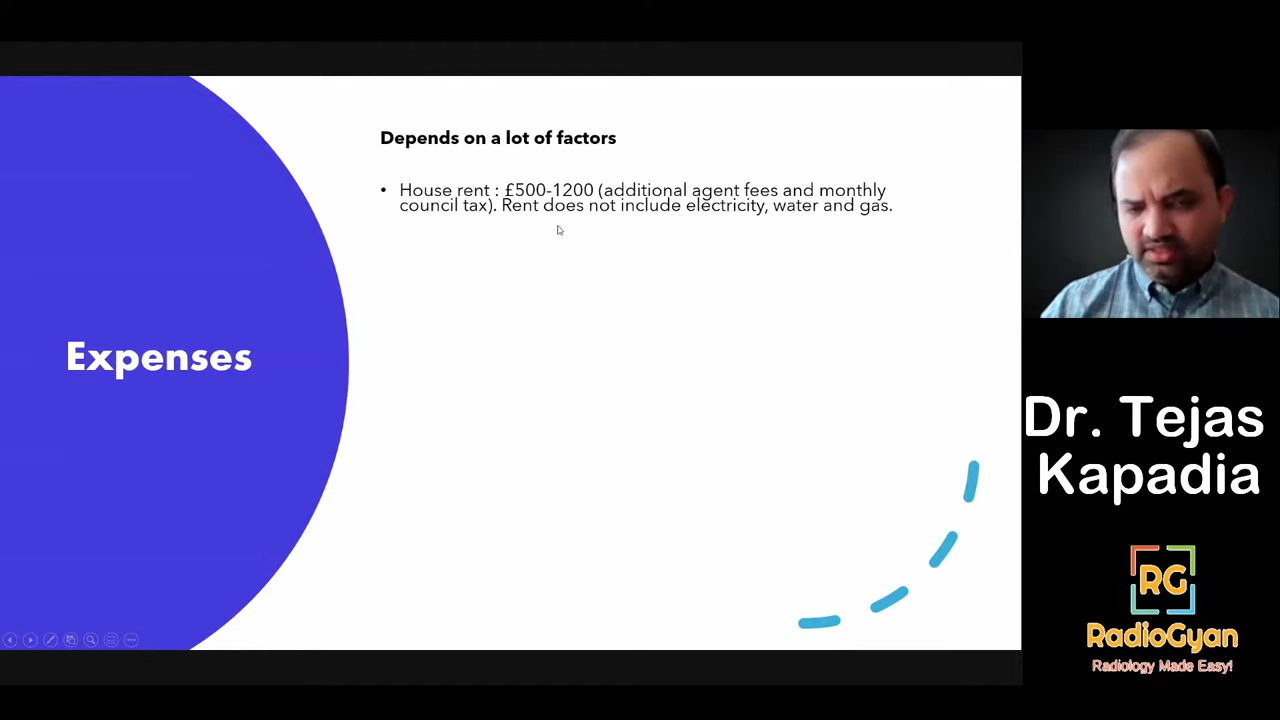 Depends on a lot of factors
• House rent : £500-1200 (additional agent fees and monthly
council tax). Rent does not include electricity, water and gas.
Expenses
Dr. Tejas
Kapadia
RG
RadioGyan
Radiology Made Easy!